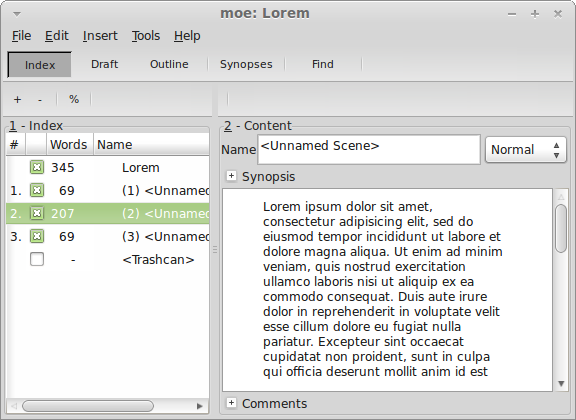 moe: Lorem
File Edit Insert Tools Help
Index Draft Outline Synopses Find
+ - %
1 - Index
# Words Name
345 Lorem
1. 69 (1) <Unnamed
2. 207 (2) <Unnamed
3. 69 (3) <Unnamed
- <Trashcan>
2 - Content
Name <Unnamed Scene> Normal
Synopsis
Lorem ipsum dolor sit amet,
consectetur adipisicing elit, sed do
eiusmod tempor incididunt ut labore et
dolore magna aliqua. Ut enim ad minim
veniam, quis nostrud exercitation
ullamco laboris nisi ut aliquip ex ea
commodo consequat. Duis aute irure
dolor in reprehenderit in voluptate velit
esse cillum dolore eu fugiat nulla
pariatur. Excepteur sint occaecat
cupidatat non proident, sunt in culpa
qui officia deserunt mollit anim id est
Comments